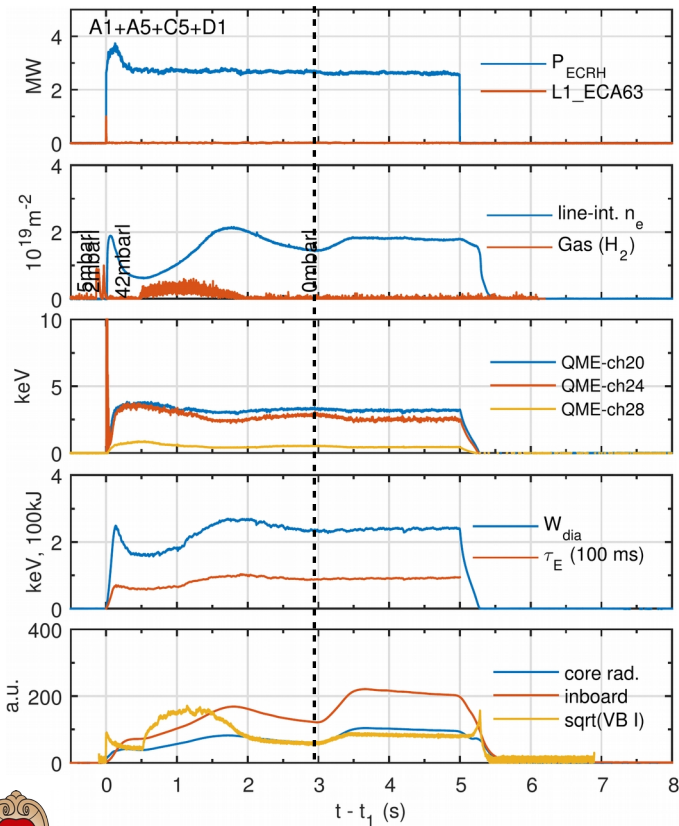 A1+A5+C5+D1
MW
4
2
0
P_ECRH
L1_ECA63
10^19 m^-2
4
2
0
42mbarl
0mbarl
line-int. n_e
Gas (H_2)
keV
10
5
0
QME-ch20
QME-ch24
QME-ch28
keV, 100kJ
4
2
0
W_dia
τ_E (100 ms)
a.u.
400
200
0
core rad.
inboard
sqrt(VB I)
0 1 2 3 4 5 6 7 8
t - t_1 (s)